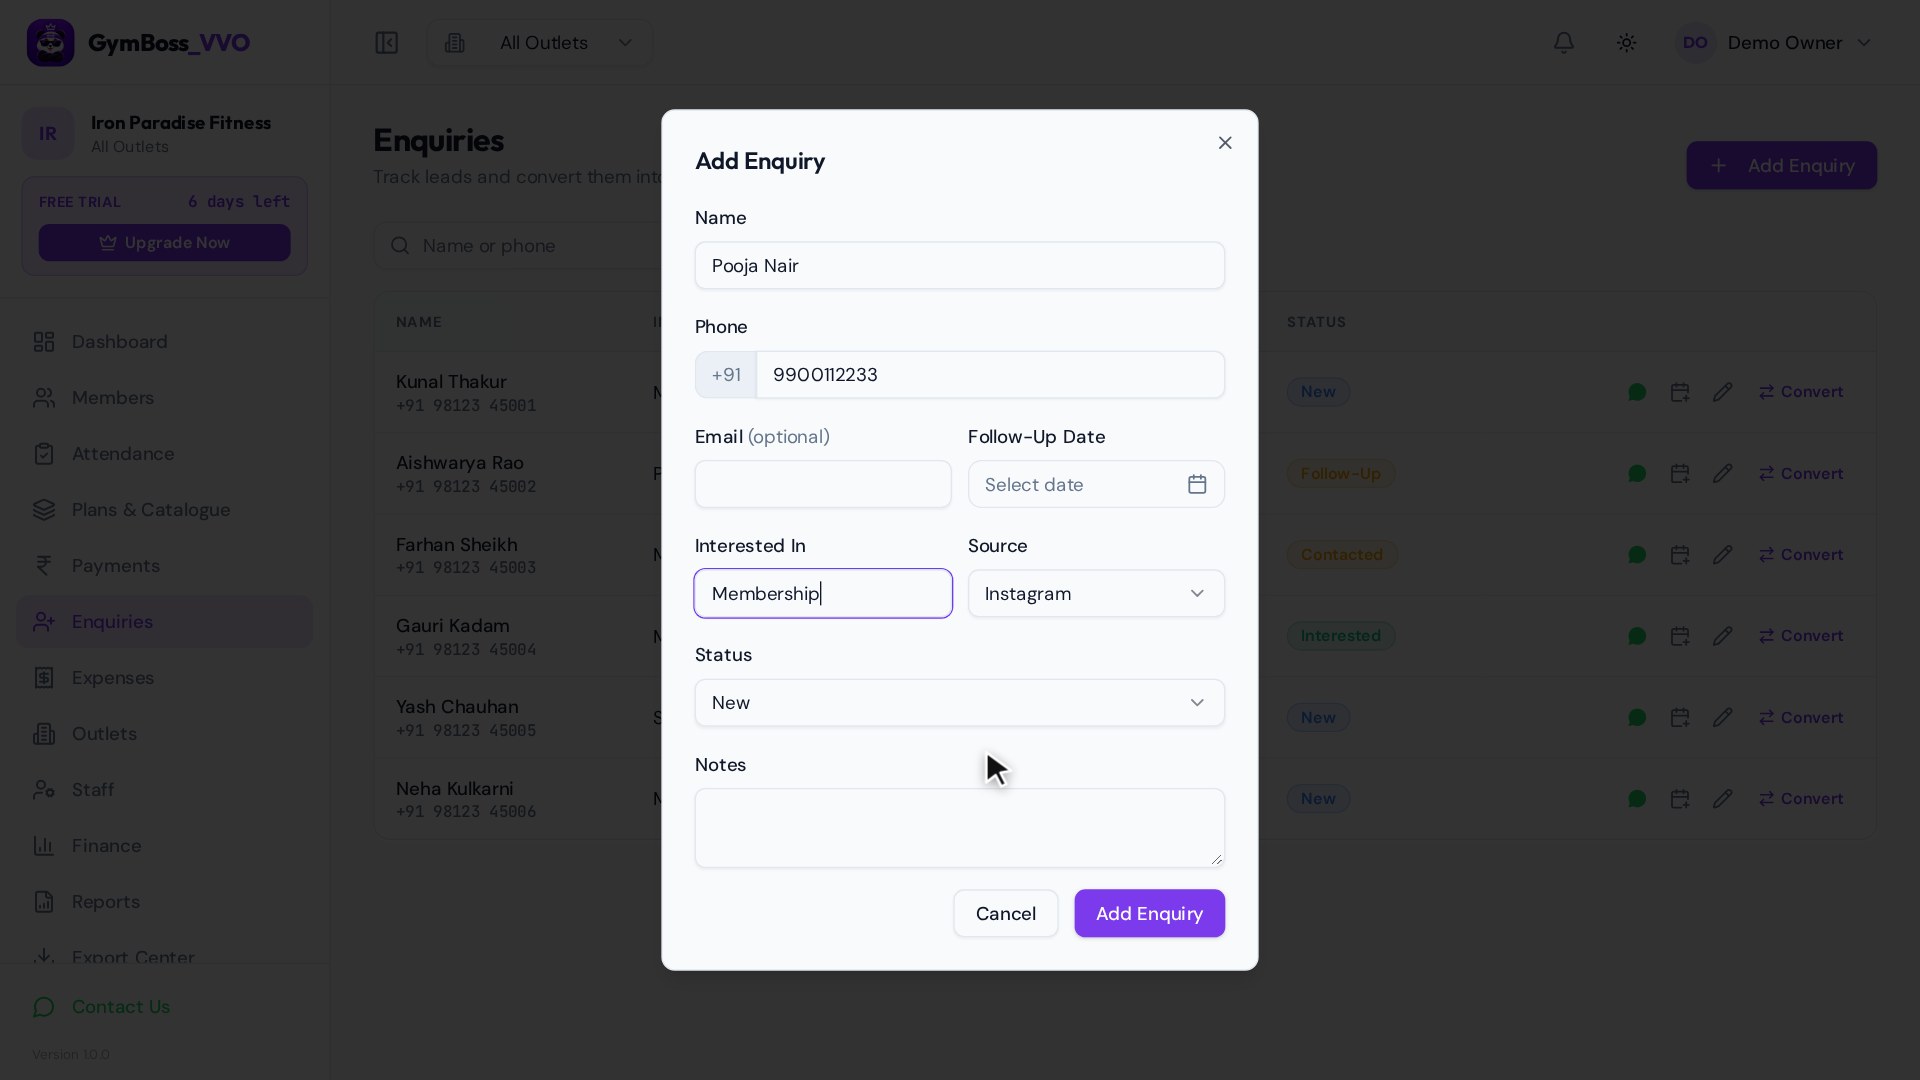 GymBoss_VVO
All Outlets
DO Demo Owner
IR
Iron Paradise Fitness
All Outlets
FREE TRIAL 6 days left
Upgrade Now
Dashboard
Members
Attendance
Plans & Catalogue
Payments
Enquiries
Expenses
Outlets
Staff
Finance
Reports
Export Center
Contact Us
Version 1.0.0
Enquiries
Track leads and convert them
Add Enquiry
Name or phone
NAME STATUS
Kunal Thakur
+91 98123 45001
New Convert
Aishwarya Rao
+91 98123 45002
Follow-Up Convert
Farhan Sheikh
+91 98123 45003
Contacted Convert
Gauri Kadam
+91 98123 45004
Interested Convert
Yash Chauhan
+91 98123 45005
New Convert
Neha Kulkarni
+91 98123 45006
New Convert
Add Enquiry
Name
Pooja Nair
Phone
+91 9900112233
Email (optional) Follow-Up Date
Select date
Interested In Source
Membership Instagram
Status
New
Notes
Cancel Add Enquiry